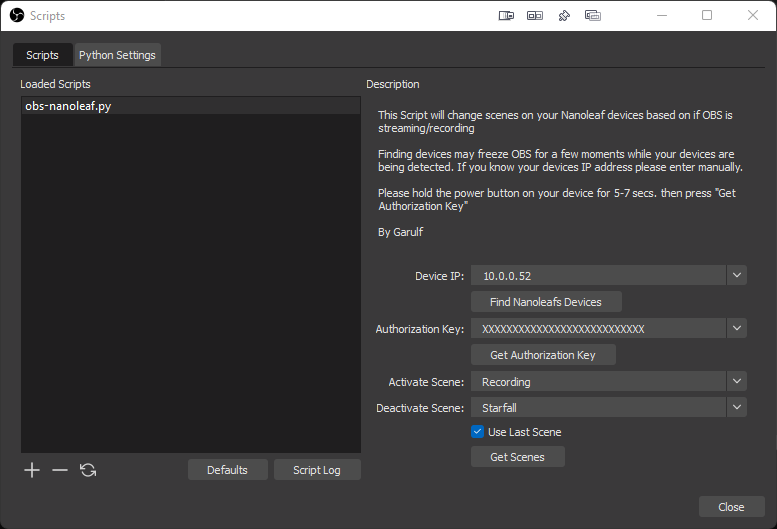 Scripts
Scripts
Python Settings
Loaded Scripts
obs-nanoleaf.py
Defaults
Script Log
Description
This Script will change scenes on your Nanoleaf devices based on if OBS is
streaming/recording
Finding devices may freeze OBS for a few moments while your devices are
being detected. If you know your devices IP address please enter manually.
Please hold the power button on your device for 5-7 secs. then press "Get
Authorization Key"
By Garulf
Device IP: 10.0.0.52
Find Nanoleafs Devices
Authorization Key: XXXXXXXXXXXXXXXXXXXXXXXXXXX
Get Authorization Key
Activate Scene: Recording
Deactivate Scene: Starfall
Use Last Scene
Get Scenes
Close